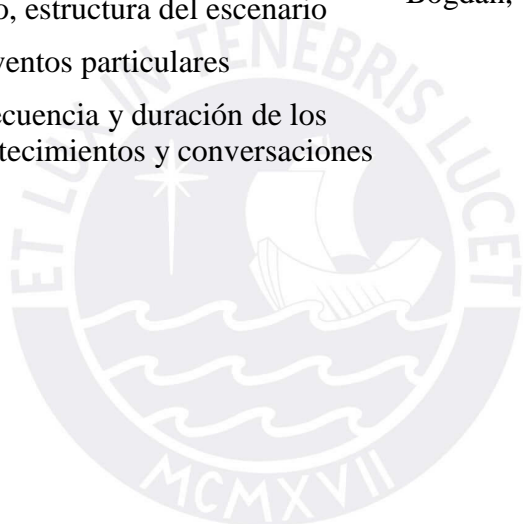 o, estructura del escenario
Bogdan,
ventos particulares
ecuencia y duración de los
tecimientos y conversaciones
ET LUX IN TENEBRIS LUCET
MCMXVII